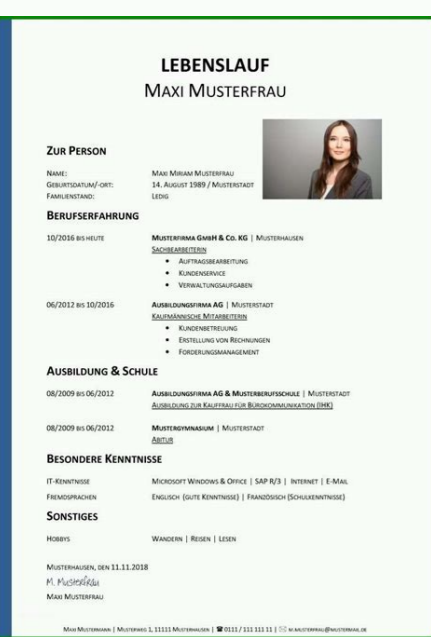 LEBENSLAUF
MAXI MUSTERFRAU
ZUR PERSON
NAME: MAXI MIRIAM MUSTERFRAU
GEBURTSDATUM/-ORT: 14. AUGUST 1989 / MUSTERSTADT
FAMILIENSTAND: LEDIG
BERUFSERFAHRUNG
10/2016 BIS HEUTE MUSTERFIRMA GMBH & CO. KG | MUSTERHAUSEN
SACHBEARBEITERIN
• AUFTRAGSBEARBEITUNG
• KUNDENSERVICE
• VERWALTUNGSAUFGABEN
06/2012 BIS 10/2016 AUSBILDUNGSFIRMA AG | MUSTERSTADT
KAUFMÄNNISCHE MITARBEITERIN
• KUNDENBETREUUNG
• ERSTELLUNG VON RECHNUNGEN
• FORDERUNGSMANAGEMENT
AUSBILDUNG & SCHULE
08/2009 BIS 06/2012 AUSBILDUNGSFIRMA AG & MUSTERBERUFSSCHULE | MUSTERSTADT
AUSBILDUNG ZUR KAUFFRAU FÜR BÜROKOMMUNIKATION (IHK)
08/2009 BIS 06/2012 MUSTERGYMNASIUM | MUSTERSTADT
ABITUR
BESONDERE KENNTNISSE
IT-KENNTNISSE MICROSOFT WINDOWS & OFFICE | SAP R/3 | INTERNET | E-MAIL
FREMDSPRACHEN ENGLISCH (GUTE KENNTNISSE) | FRANZÖSISCH (SCHULKENNTNISSE)
SONSTIGES
HOBBYS WANDERN | REISEN | LESEN
MUSTERHAUSEN, DEN 11.11.2018
M. Musterfrau
MAXI MUSTERFRAU
MAXI MUSTERMANN | MUSTERWEG 1, 11111 MUSTERHAUSEN | ☎ 0111 / 111 111 11 | ✉ M.MUSTERFRAU@MUSTERMAIL.DE